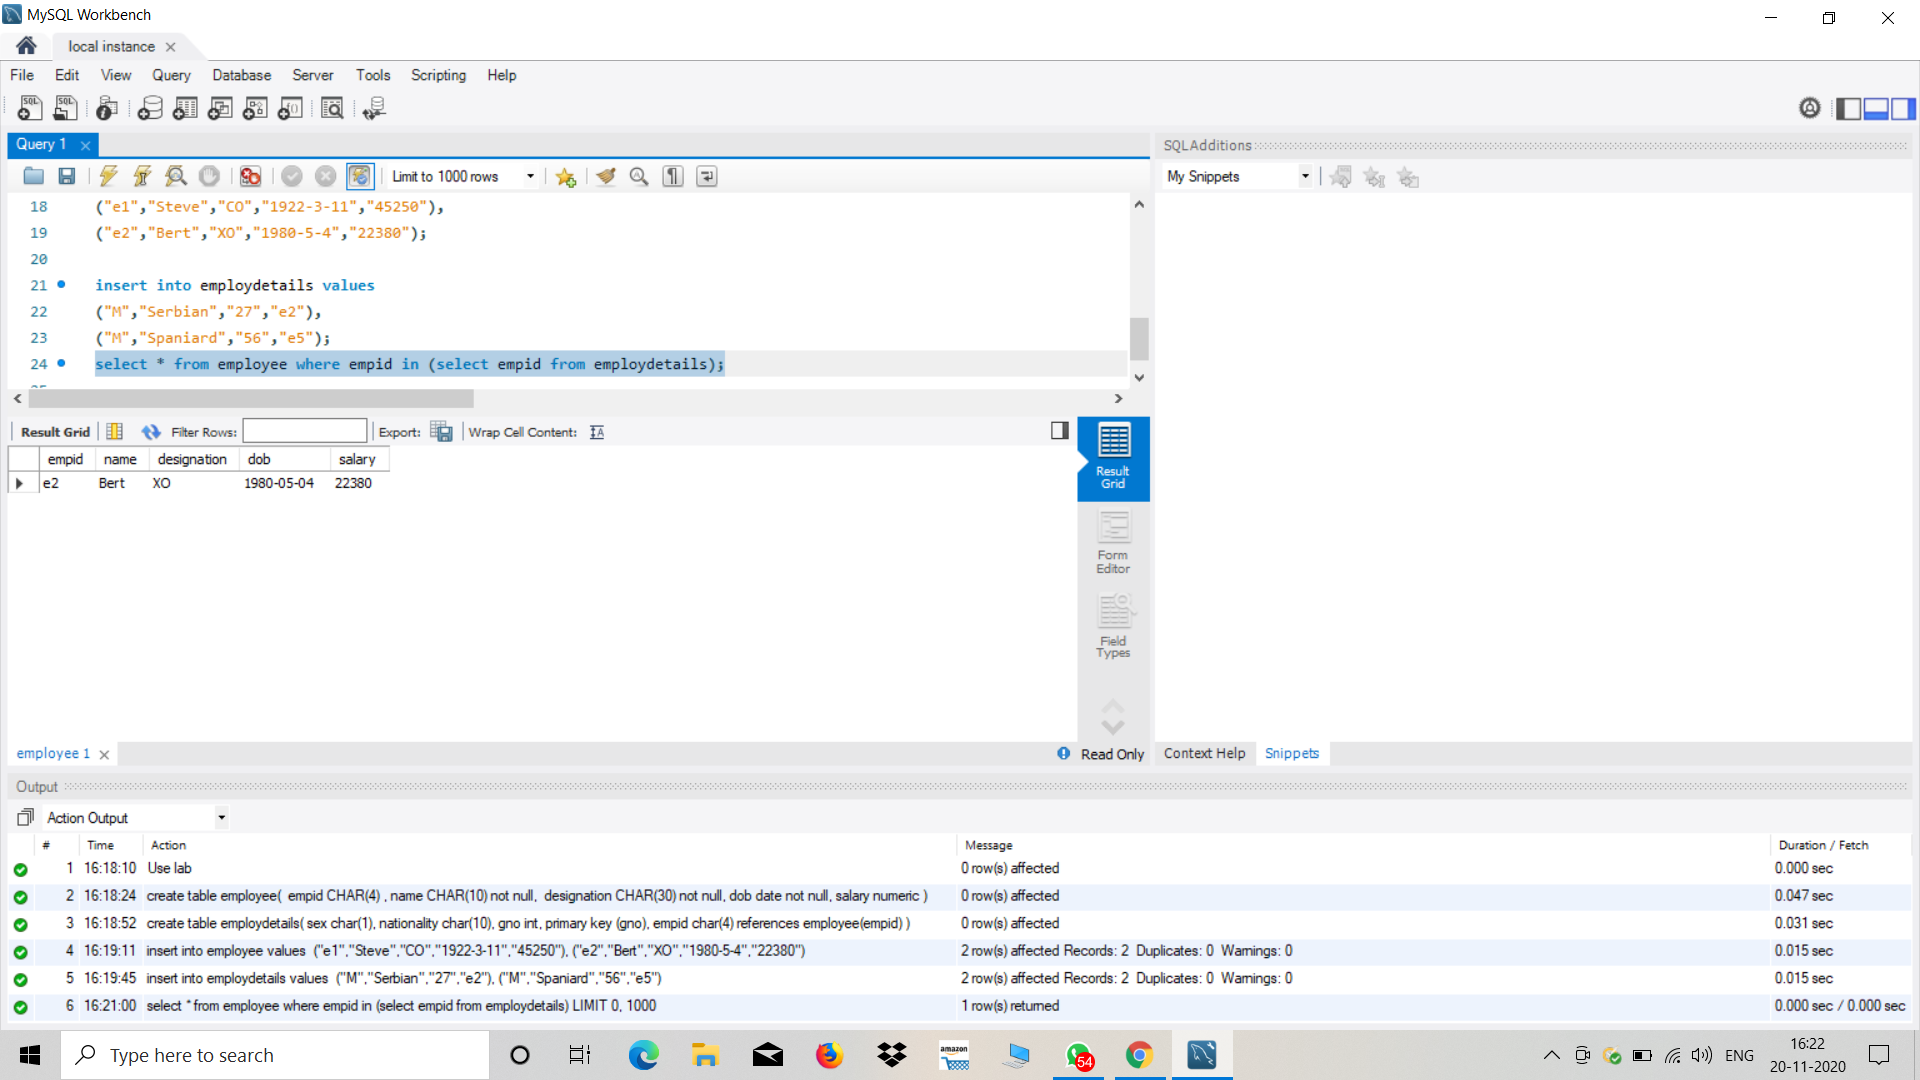 MySQL Workbench
local instance
File Edit View Query Database Server Tools Scripting Help
Query 1
SQLAdditions
Limit to 1000 rows
My Snippets
18 ("e1","Steve","CO","1922-3-11","45250"),
19 ("e2","Bert","XO","1980-5-4","22380");
20
21 insert into employdetails values
22 ("M","Serbian","27","e2"),
23 ("M","Spaniard","56","e5");
24 select * from employee where empid in (select empid from employdetails);
Result Grid Filter Rows: Export: Wrap Cell Content:
empid name designation dob salary
e2 Bert XO 1980-05-04 22380
Result
Grid
Form
Editor
Field
Types
employee 1
Read Only
Context Help Snippets
Output
Action Output
# Time Action Message Duration / Fetch
1 16:18:10 Use lab 0 row(s) affected 0.000 sec
2 16:18:24 create table employee( empid CHAR(4) , name CHAR(10) not null, designation CHAR(30) not null, dob date not null, salary numeric ) 0 row(s) affected 0.047 sec
3 16:18:52 create table employdetails( sex char(1), nationality char(10), gno int, primary key (gno), empid char(4) references employee(empid) ) 0 row(s) affected 0.031 sec
4 16:19:11 insert into employee values ("e1","Steve","CO","1922-3-11","45250"), ("e2","Bert","XO","1980-5-4","22380") 2 row(s) affected Records: 2 Duplicates: 0 Warnings: 0 0.015 sec
5 16:19:45 insert into employdetails values ("M","Serbian","27","e2"), ("M","Spaniard","56","e5") 2 row(s) affected Records: 2 Duplicates: 0 Warnings: 0 0.015 sec
6 16:21:00 select * from employee where empid in (select empid from employdetails) LIMIT 0, 1000 1 row(s) returned 0.000 sec / 0.000 sec
Type here to search
amazon
54
ENG
16:22
20-11-2020